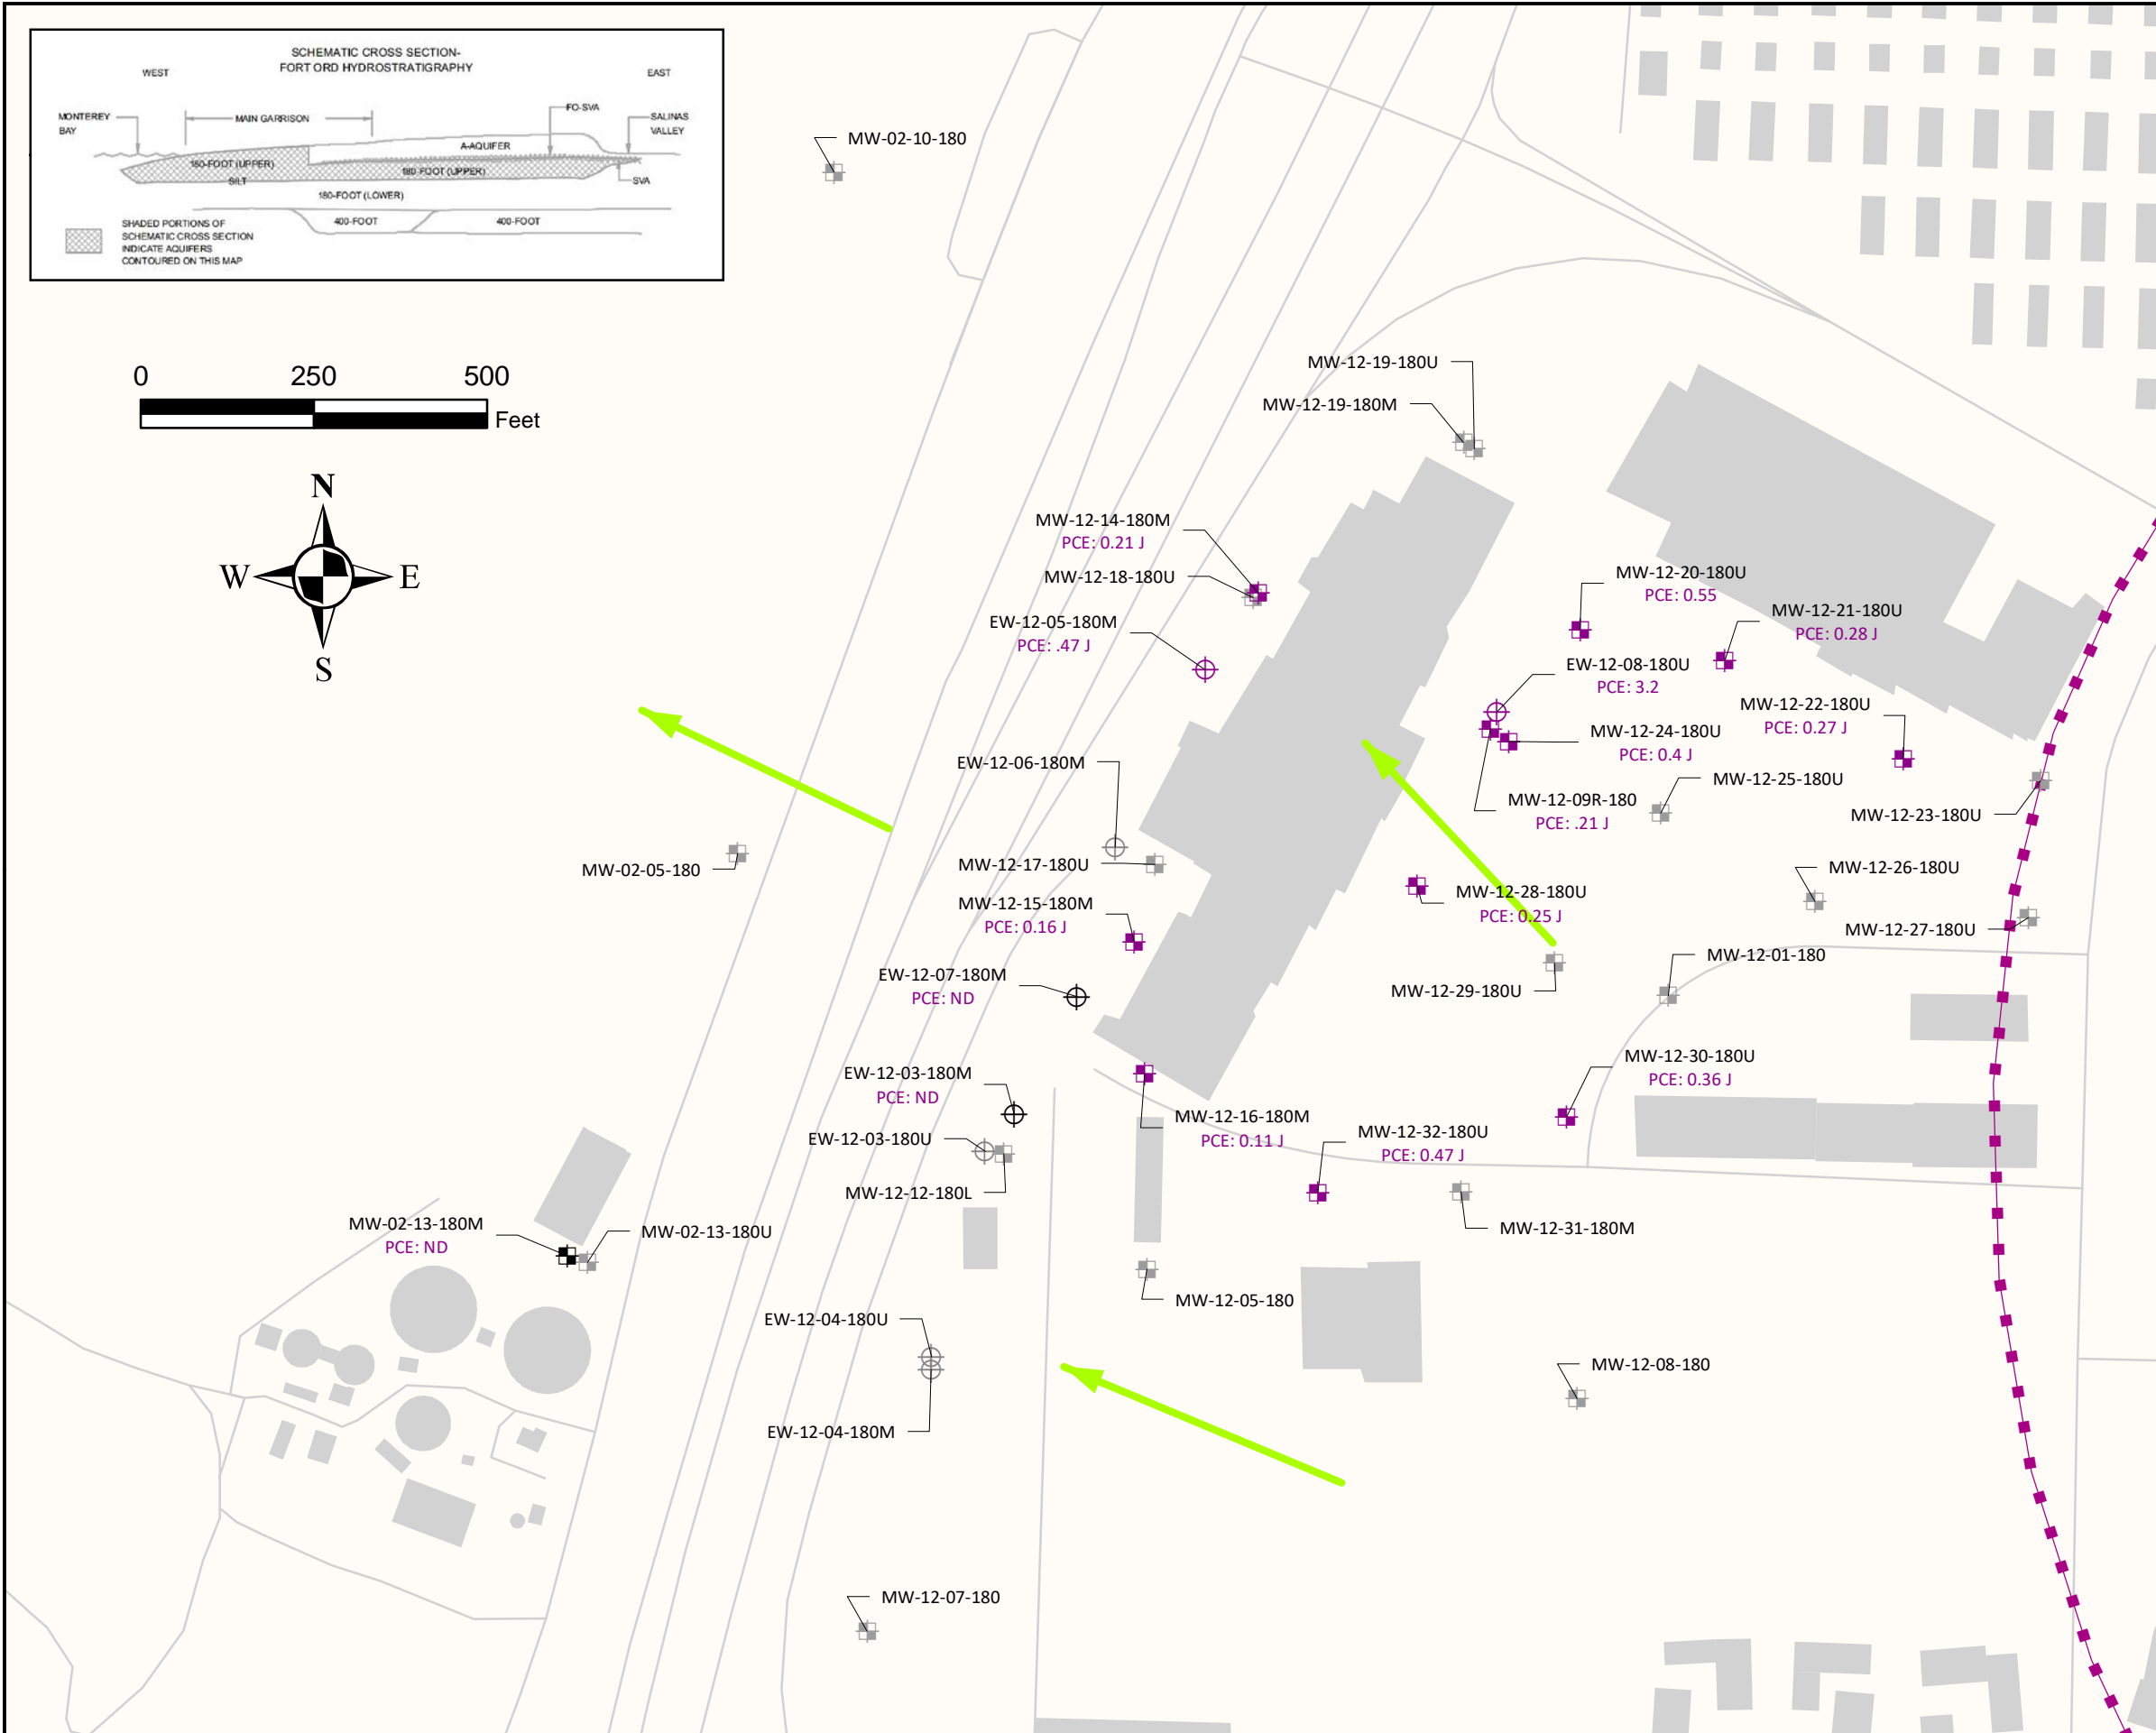 SCHEMATIC CROSS SECTION-
FORT ORD HYDROSTRATIGRAPHY
WEST
EAST
MONTEREY
BAY
MAIN GARRISON
FO-SVA
SALINAS
VALLEY
A-AQUIFER
180-FOOT (UPPER)
180-FOOT (UPPER)
SILT
SVA
180-FOOT (LOWER)
400-FOOT
400-FOOT
SHADED PORTIONS OF
SCHEMATIC CROSS SECTION
INDICATE AQUIFERS
CONTOURED ON THIS MAP
0 250 500
Feet
N
W E
S
MW-02-10-180
MW-12-19-180U
MW-12-19-180M
MW-12-14-180M
PCE: 0.21 J
MW-12-18-180U
EW-12-05-180M
PCE: .47 J
MW-12-20-180U
PCE: 0.55
MW-12-21-180U
PCE: 0.28 J
EW-12-08-180U
PCE: 3.2
MW-12-22-180U
PCE: 0.27 J
MW-12-24-180U
PCE: 0.4 J
EW-12-06-180M
MW-12-25-180U
MW-12-09R-180
PCE: .21 J
MW-12-23-180U
MW-02-05-180
MW-12-17-180U
MW-12-26-180U
MW-12-28-180U
PCE: 0.25 J
MW-12-15-180M
PCE: 0.16 J
MW-12-27-180U
MW-12-01-180
EW-12-07-180M
PCE: ND
MW-12-29-180U
MW-12-30-180U
PCE: 0.36 J
EW-12-03-180M
PCE: ND
MW-12-16-180M
PCE: 0.11 J
MW-12-32-180U
PCE: 0.47 J
EW-12-03-180U
MW-12-12-180L
MW-02-13-180M
PCE: ND
MW-02-13-180U
MW-12-31-180M
MW-12-05-180
EW-12-04-180U
MW-12-08-180
EW-12-04-180M
MW-12-07-180